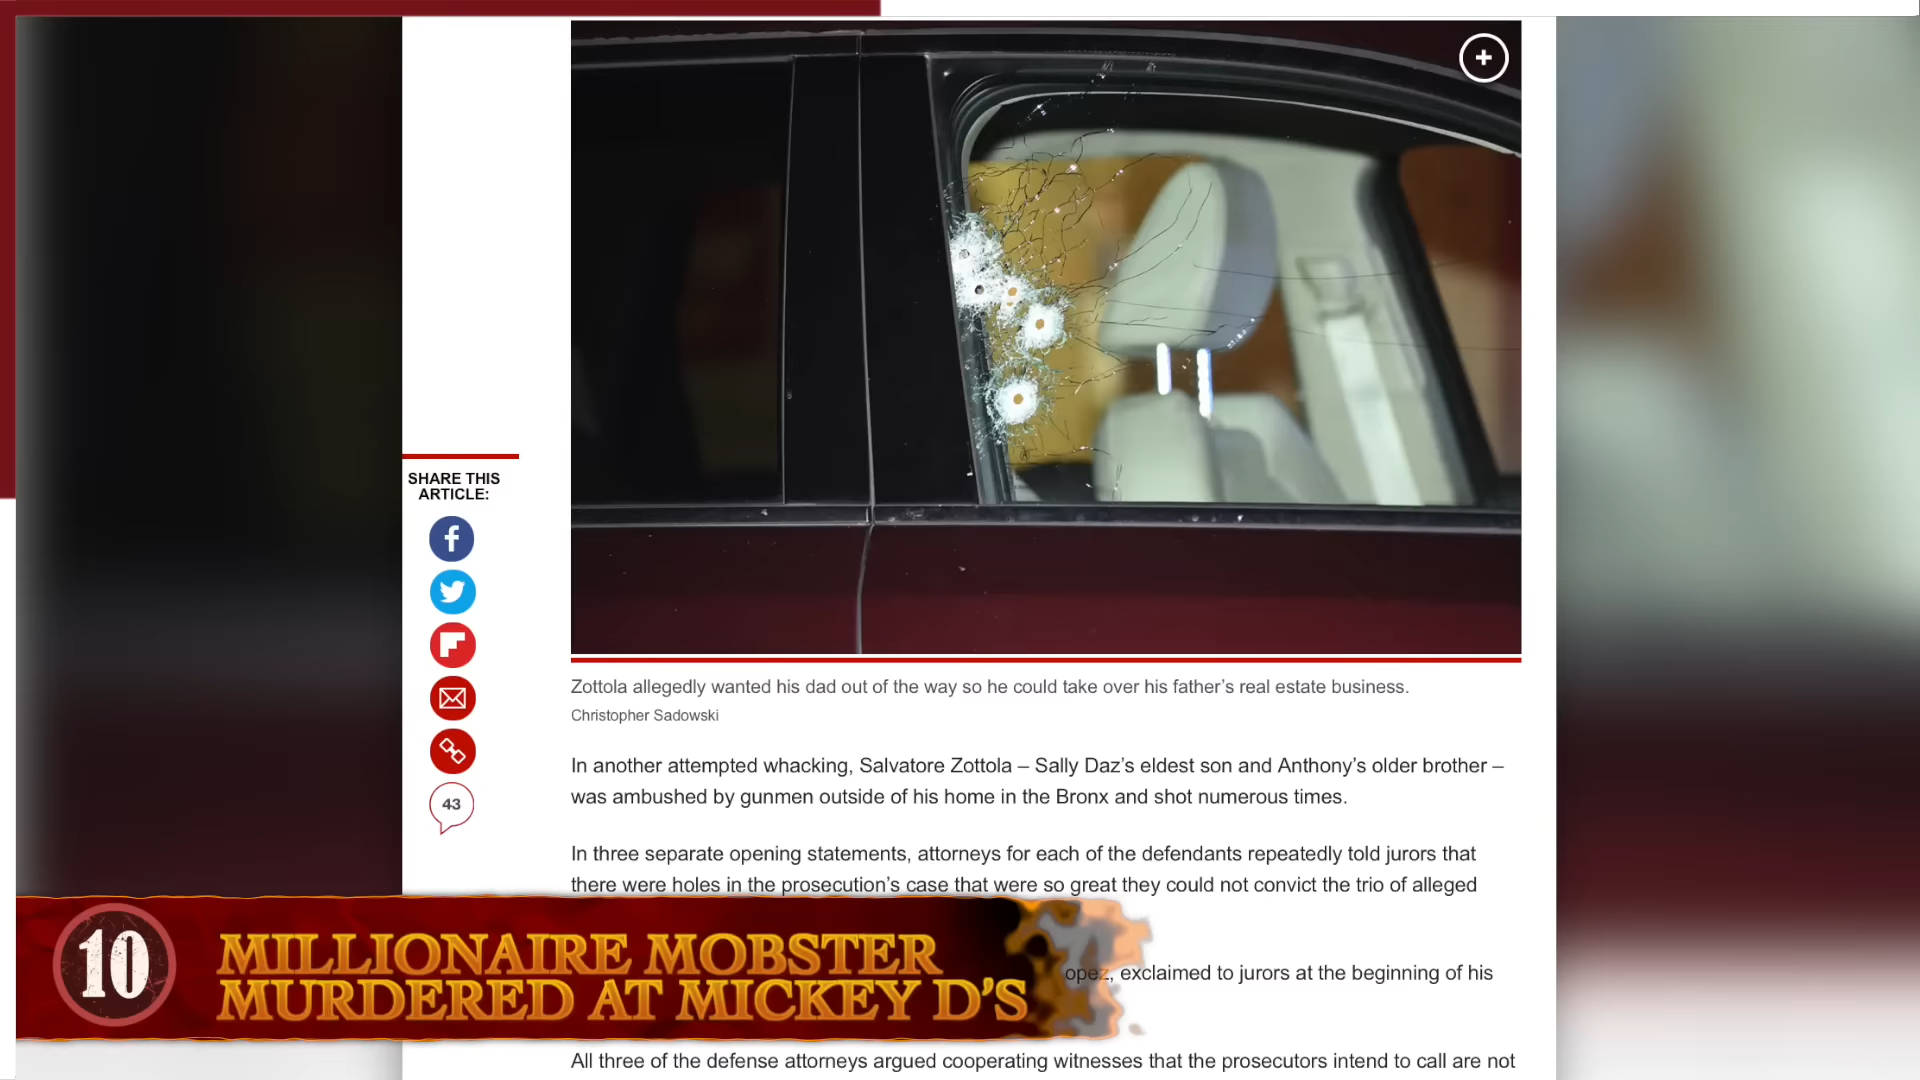 SHARE THIS
ARTICLE:
43
Zottola allegedly wanted his dad out of the way so he could take over his father’s real estate business.
Christopher Sadowski
In another attempted whacking, Salvatore Zottola – Sally Daz’s eldest son and Anthony’s older brother –
was ambushed by gunmen outside of his home in the Bronx and shot numerous times.
In three separate opening statements, attorneys for each of the defendants repeatedly told jurors that
there were holes in the prosecution’s case that were so great they could not convict the trio of alleged
exclaimed to jurors at the beginning of his
10
MILLIONAIRE MOBSTER
MURDERED AT MICKEY D'S
All three of the defense attorneys argued cooperating witnesses that the prosecutors intend to call are not